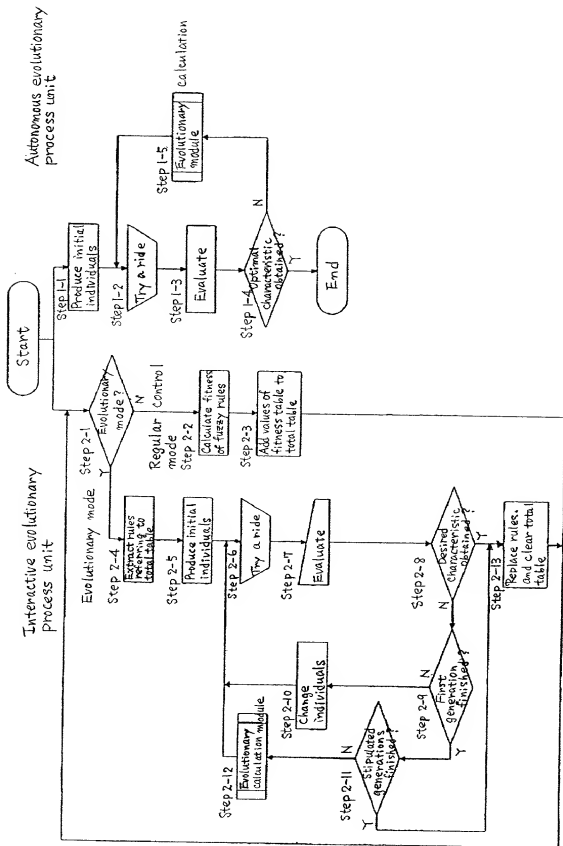 Interactive evolutionary
process unit
Autonomous evolutionary
process unit
Start
Step 1-1
Produce initial
individuals
Step 1-2
Try a ride
Step 1-3
Evaluate
Step 1-4
Optimal
characteristic
obtained?
N
Y
End
Step 1-5
Evolutionary
module
calculation
Step 2-1
Evolutionary
mode?
Y
N
Evolutionary mode
Regular control
mode
Step 2-2
Calculate fitness
of fuzzy rules
Step 2-3
Add values of
fitness table to
total table
Step 2-4
Extract rules
referring to
total table
Step 2-5
Produce initial
individuals
Step 2-6
Try a ride
Step 2-7
Evaluate
Step 2-8
Desired
characteristic
obtained?
N
Y
Step 2-9
First
generation
finished?
N
Y
Step 2-10
Change
individuals
Step 2-11
Stipulated
generations
finished?
N
Y
Step 2-12
Evolutionary
calculation module
Step 2-13
Replace rules.
and clear total
table